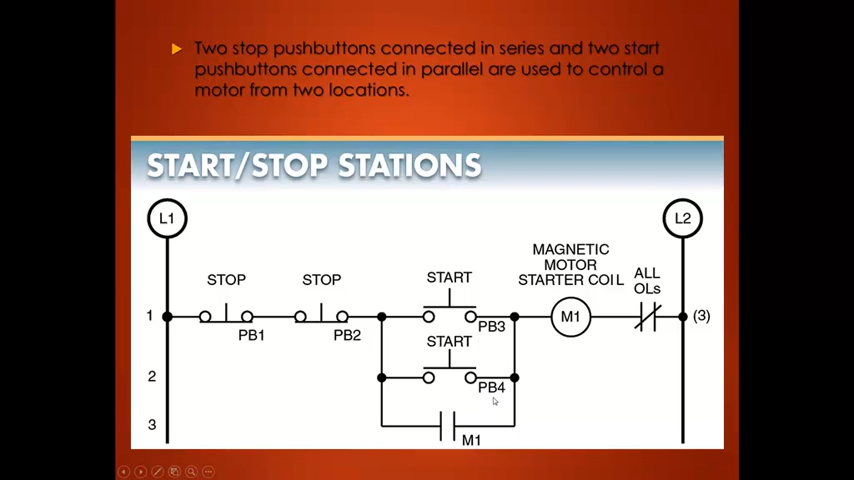 Two stop pushbuttons connected in series and two start
pushbuttons connected in parallel are used to control a
motor from two locations.
START/STOP STATIONS
L1
L2
MAGNETIC
MOTOR
STARTER COIL
ALL
OLs
STOP
STOP
START
1
PB1
PB2
PB3
M1
(3)
START
2
PB4
3
M1